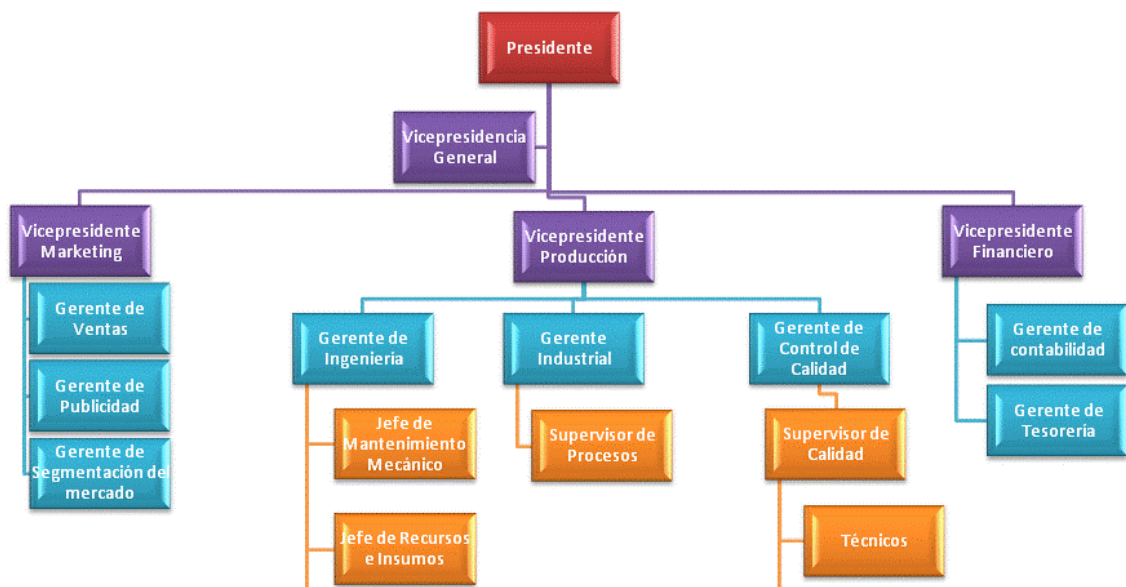 Presidente
Vicepresidencia
General
Vicepresidente
Marketing
Vicepresidente
Producción
Vicepresidente
Financiero
Gerente de
Ventas
Gerente de
Publicidad
Gerente de
Segmentación del
mercado
Gerente de
Ingenieria
Gerente
Industrial
Gerente de
Control de
Calidad
Gerente de
contabilidad
Gerente de
Tesorería
Jefe de
Mantenimiento
Mecánico
Jefe de Recursos
e Insumos
Supervisor de
Procesos
Supervisor de
Calidad
Técnicos